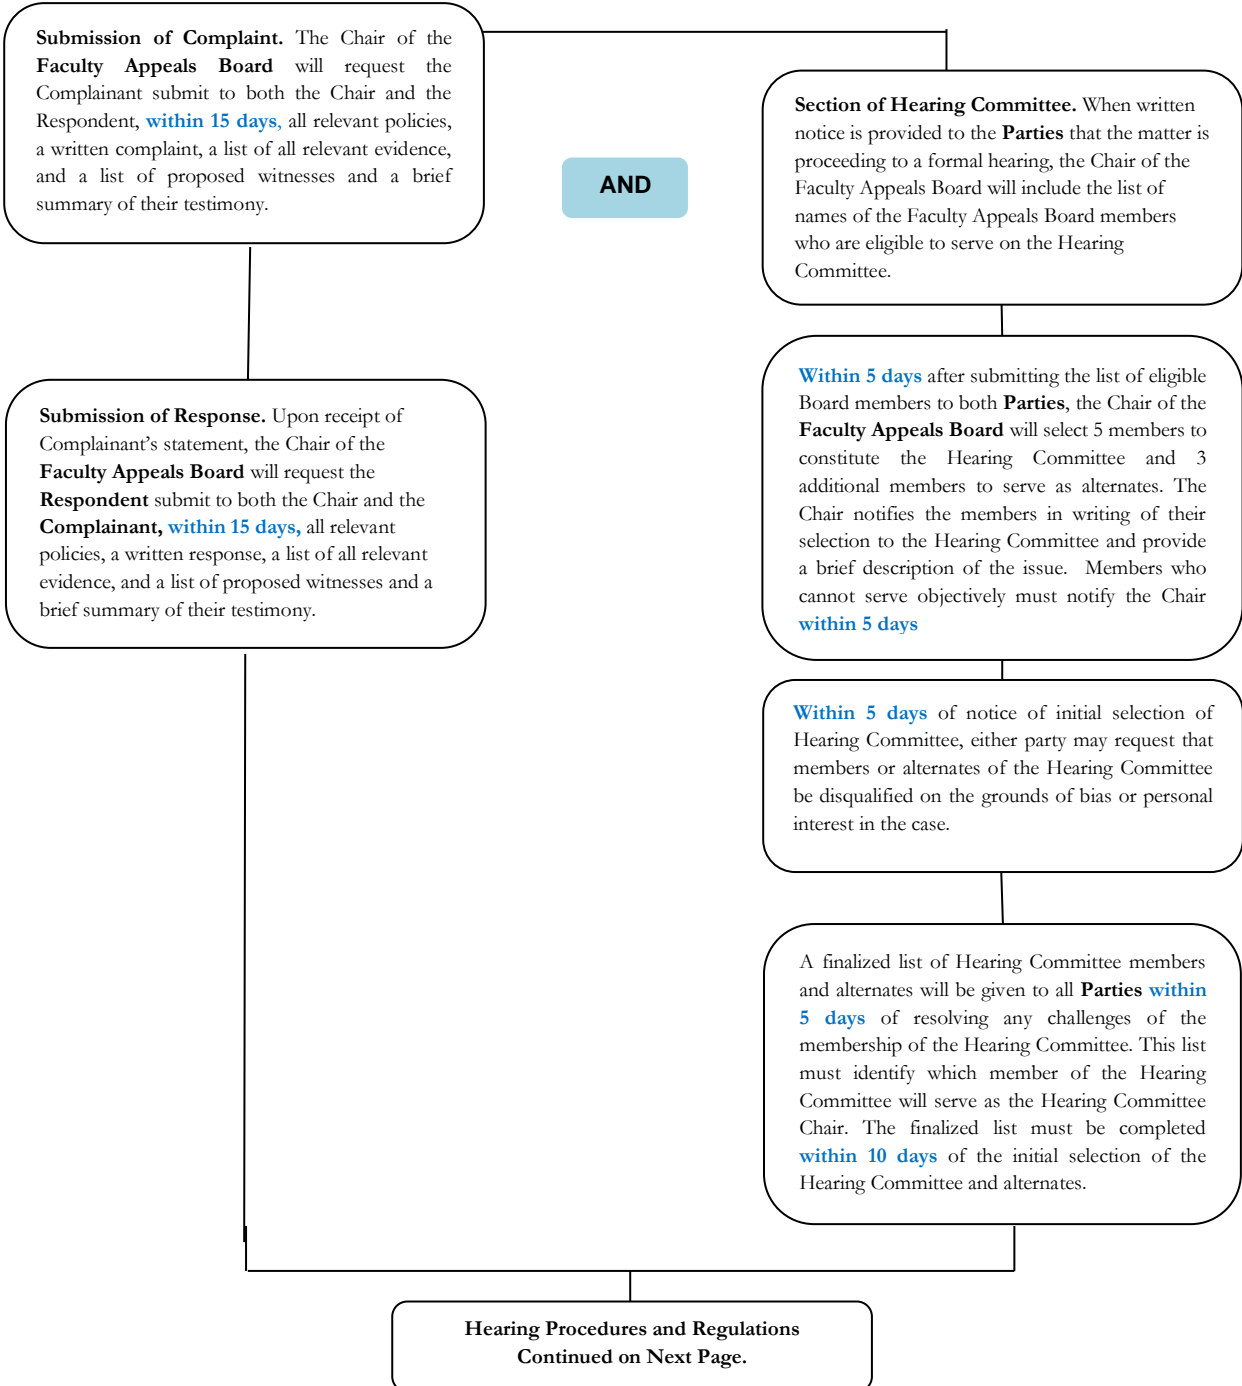 Submission of Complaint. The Chair of the
Faculty Appeals Board will request the
Complainant submit to both the Chair and the
Respondent, within 15 days, all relevant policies,
a written complaint, a list of all relevant evidence,
and a list of proposed witnesses and a brief
summary of their testimony.
AND
Section of Hearing Committee. When written
notice is provided to the Parties that the matter is
proceeding to a formal hearing, the Chair of the
Faculty Appeals Board will include the list of
names of the Faculty Appeals Board members
who are eligible to serve on the Hearing
Committee.
Submission of Response. Upon receipt of
Complainant’s statement, the Chair of the
Faculty Appeals Board will request the
Respondent submit to both the Chair and the
Complainant, within 15 days, all relevant
policies, a written response, a list of all relevant
evidence, and a list of proposed witnesses and a
brief summary of their testimony.
Within 5 days after submitting the list of eligible
Board members to both Parties, the Chair of the
Faculty Appeals Board will select 5 members to
constitute the Hearing Committee and 3
additional members to serve as alternates. The
Chair notifies the members in writing of their
selection to the Hearing Committee and provide
a brief description of the issue. Members who
cannot serve objectively must notify the Chair
within 5 days
Within 5 days of notice of initial selection of
Hearing Committee, either party may request that
members or alternates of the Hearing Committee
be disqualified on the grounds of bias or personal
interest in the case.
A finalized list of Hearing Committee members
and alternates will be given to all Parties within
5 days of resolving any challenges of the
membership of the Hearing Committee. This list
must identify which member of the Hearing
Committee will serve as the Hearing Committee
Chair. The finalized list must be completed
within 10 days of the initial selection of the
Hearing Committee and alternates.
Hearing Procedures and Regulations
Continued on Next Page.